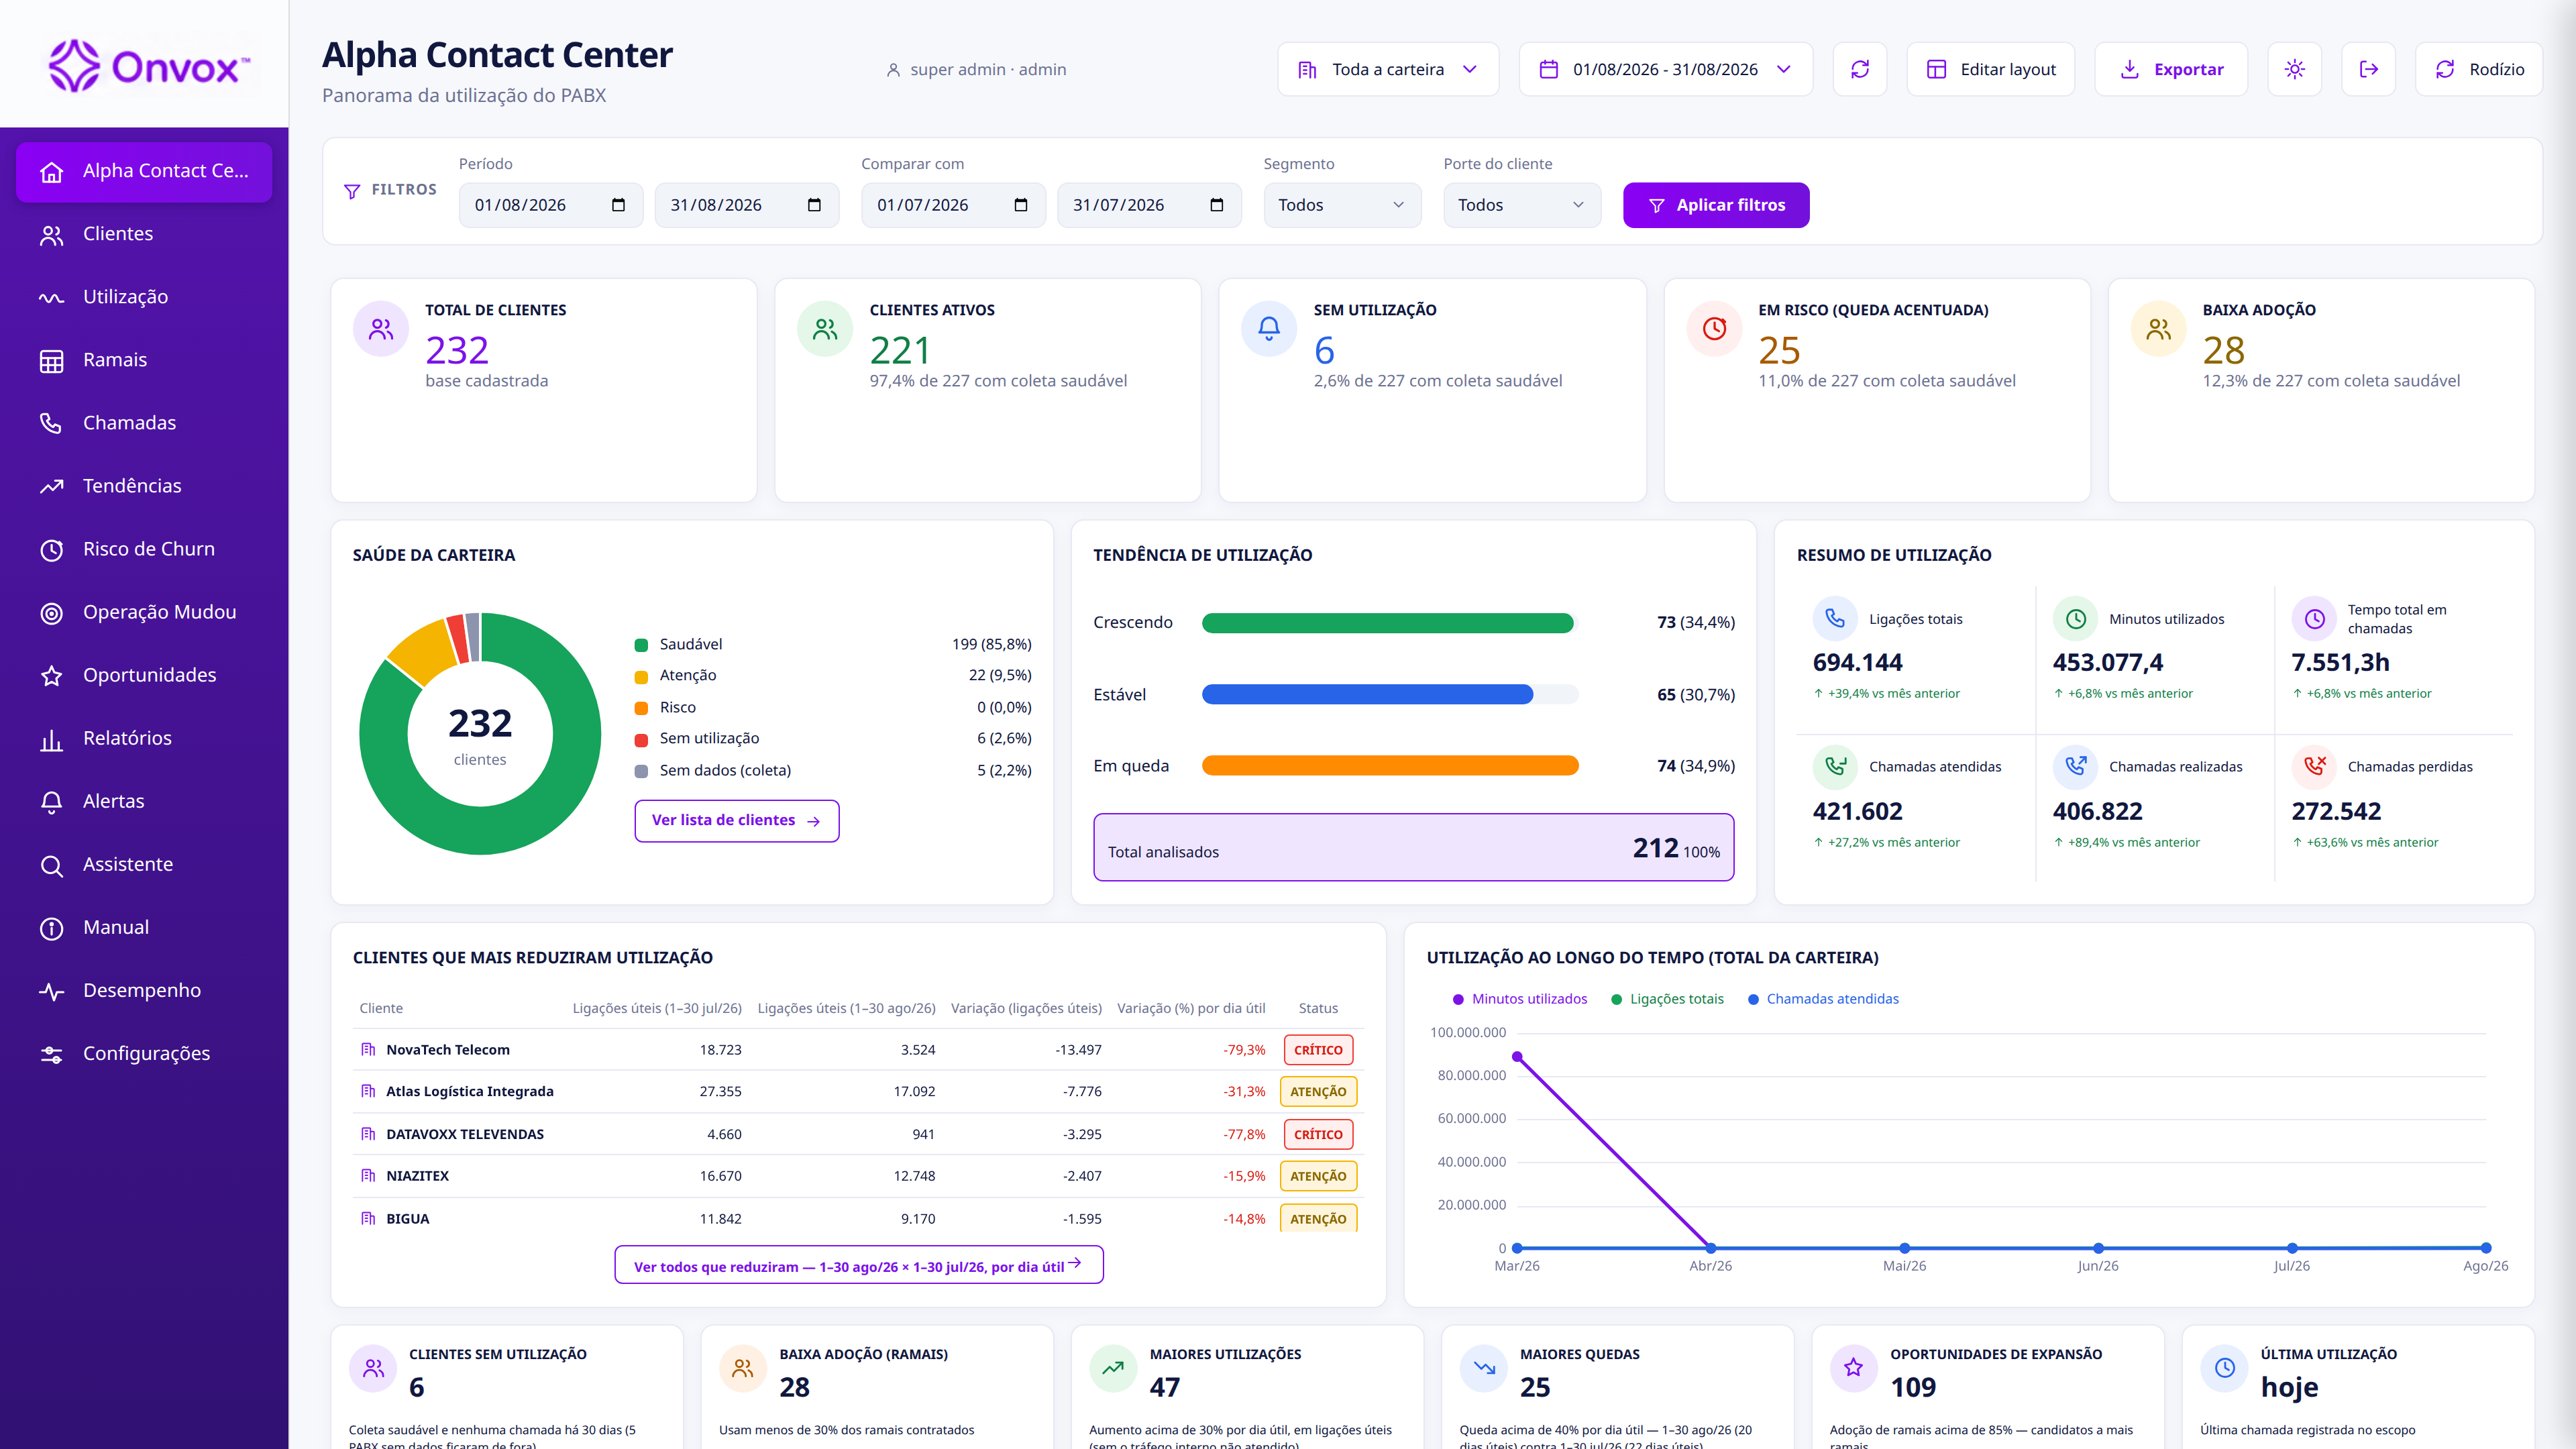 Onvox™
Alpha Contact Center
Panorama da utilização do PABX
super admin · admin
Toda a carteira
01/08/2026 - 31/08/2026
Editar layout
Exportar
Rodízio
Alpha Contact Ce...
Clientes
Utilização
Ramais
Chamadas
Tendências
Risco de Churn
Operação Mudou
Oportunidades
Relatórios
Alertas
Assistente
Manual
Desempenho
Configurações
FILTROS
Período
01/08/2026
31/08/2026
Comparar com
01/07/2026
31/07/2026
Segmento
Todos
Porte do cliente
Todos
Aplicar filtros
TOTAL DE CLIENTES
232
base cadastrada
CLIENTES ATIVOS
221
97,4% de 227 com coleta saudável
SEM UTILIZAÇÃO
6
2,6% de 227 com coleta saudável
EM RISCO (QUEDA ACENTUADA)
25
11,0% de 227 com coleta saudável
BAIXA ADOÇÃO
28
12,3% de 227 com coleta saudável
SAÚDE DA CARTEIRA
232
clientes
Saudável 199 (85,8%)
Atenção 22 (9,5%)
Risco 0 (0,0%)
Sem utilização 6 (2,6%)
Sem dados (coleta) 5 (2,2%)
Ver lista de clientes →
TENDÊNCIA DE UTILIZAÇÃO
Crescendo 73 (34,4%)
Estável 65 (30,7%)
Em queda 74 (34,9%)
Total analisados 212 100%
RESUMO DE UTILIZAÇÃO
Ligações totais
694.144
↑ +39,4% vs mês anterior
Minutos utilizados
453.077,4
↑ +6,8% vs mês anterior
Tempo total em
chamadas
7.551,3h
↑ +6,8% vs mês anterior
Chamadas atendidas
421.602
↑ +27,2% vs mês anterior
Chamadas realizadas
406.822
↑ +89,4% vs mês anterior
Chamadas perdidas
272.542
↑ +63,6% vs mês anterior
CLIENTES QUE MAIS REDUZIRAM UTILIZAÇÃO
Cliente Ligações úteis (1–30 jul/26) Ligações úteis (1–30 ago/26) Variação (ligações úteis) Variação (%) por dia útil Status
NovaTech Telecom 18.723 3.524 -13.497 -79,3% CRÍTICO
Atlas Logística Integrada 27.355 17.092 -7.776 -31,3% ATENÇÃO
DATAVOXX TELEVENDAS 4.660 941 -3.295 -77,8% CRÍTICO
NIAZITEX 16.670 12.748 -2.407 -15,9% ATENÇÃO
BIGUA 11.842 9.170 -1.595 -14,8% ATENÇÃO
Ver todos que reduziram — 1–30 ago/26 × 1–30 jul/26, por dia útil →
UTILIZAÇÃO AO LONGO DO TEMPO (TOTAL DA CARTEIRA)
Minutos utilizados Ligações totais Chamadas atendidas
100.000.000
80.000.000
60.000.000
40.000.000
20.000.000
0
Mar/26 Abr/26 Mai/26 Jun/26 Jul/26 Ago/26
CLIENTES SEM UTILIZAÇÃO
6
Coleta saudável e nenhuma chamada há 30 dias (5
PABX sem dados ficaram de fora)
BAIXA ADOÇÃO (RAMAIS)
28
Usam menos de 30% dos ramais contratados
MAIORES UTILIZAÇÕES
47
Aumento acima de 30% por dia útil, em ligações úteis
(sem o tráfego interno não atendido)
MAIORES QUEDAS
25
Queda acima de 40% por dia útil — 1–30 ago/26 (20
dias úteis) contra 1–30 jul/26 (22 dias úteis)
OPORTUNIDADES DE EXPANSÃO
109
Adoção de ramais acima de 85% — candidatos a mais
ramais
ÚLTIMA UTILIZAÇÃO
hoje
Última chamada registrada no escopo